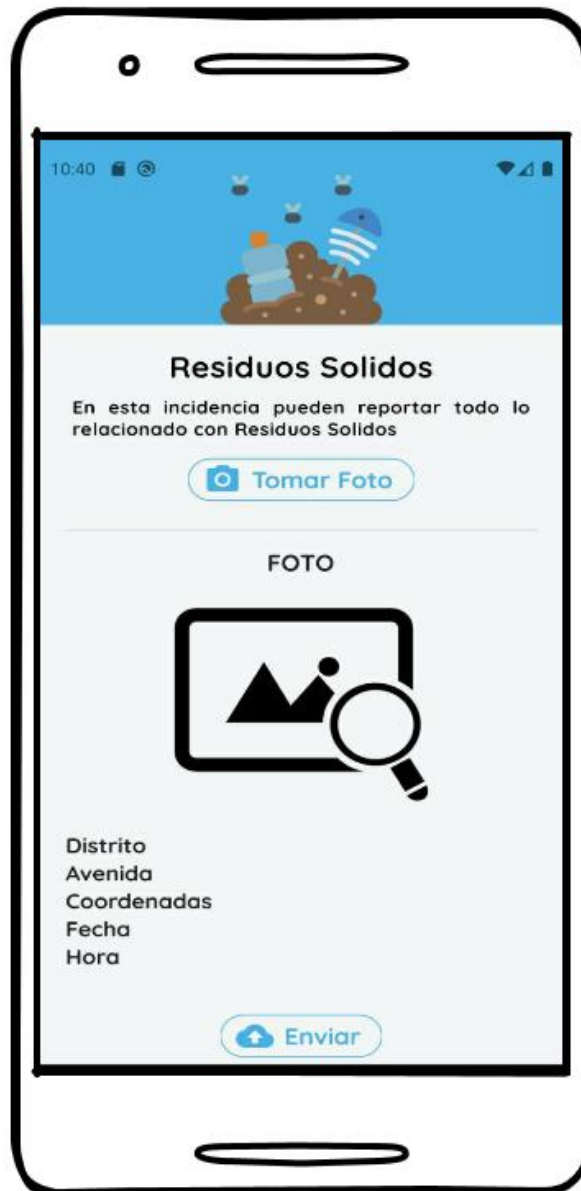 10:40
Residuos Solidos
En esta incidencia pueden reportar todo lo
relacionado con Residuos Solidos
Tomar Foto
FOTO
Distrito
Avenida
Coordenadas
Fecha
Hora
Enviar